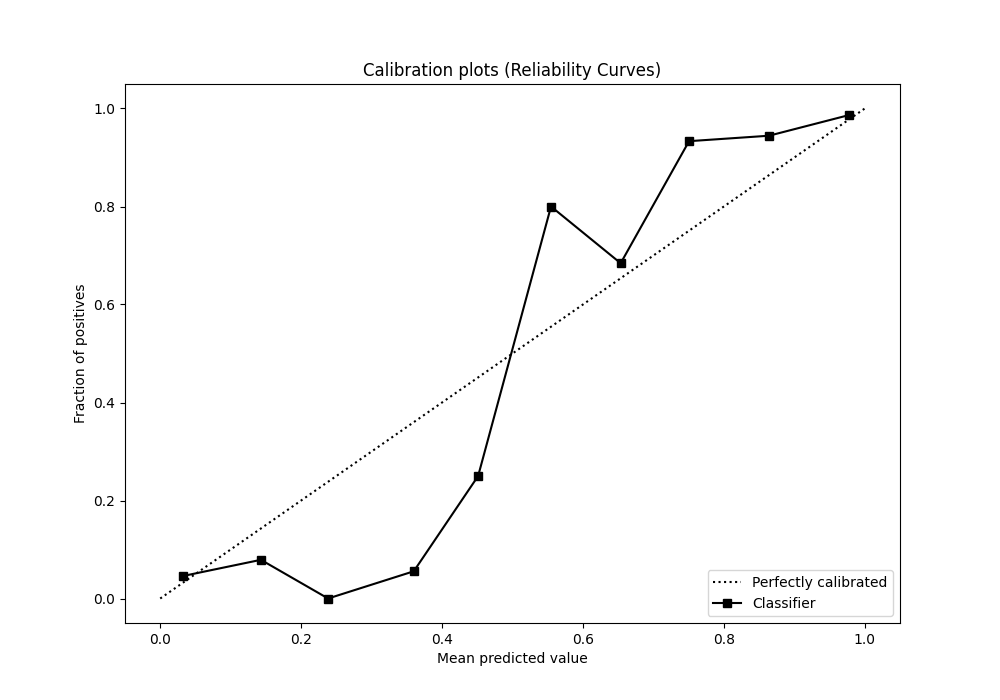 Calibration plots (Reliability Curves)
1.0
0.8
0.6
0.4
0.2
0.0
Fraction of positives
0.0 0.2 0.4 0.6 0.8 1.0
Mean predicted value
Perfectly calibrated
Classifier